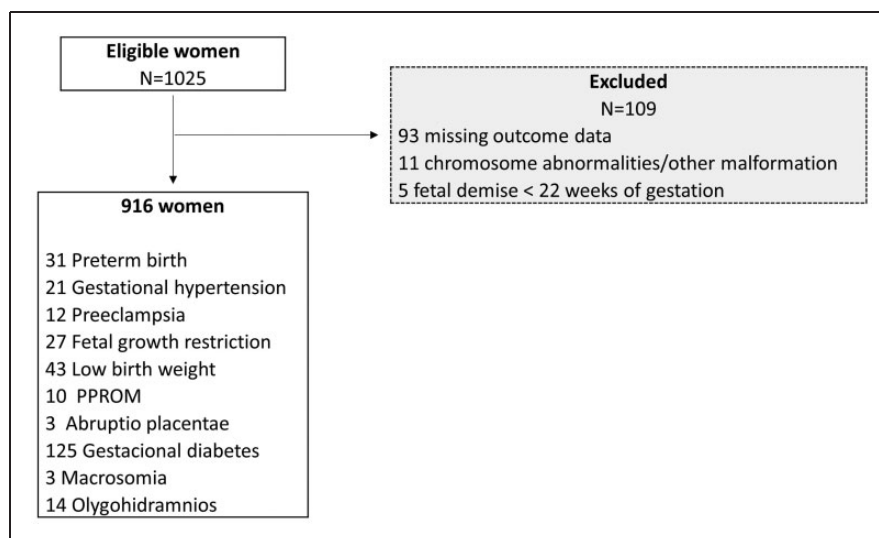 Eligible women
N=1025
Excluded
N=109
93 missing outcome data
11 chromosome abnormalities/other malformation
5 fetal demise < 22 weeks of gestation
916 women
31 Preterm birth
21 Gestational hypertension
12 Preeclampsia
27 Fetal growth restriction
43 Low birth weight
10 PPROM
3 Abruptio placentae
125 Gestacional diabetes
3 Macrosomia
14 Olygohidramnios